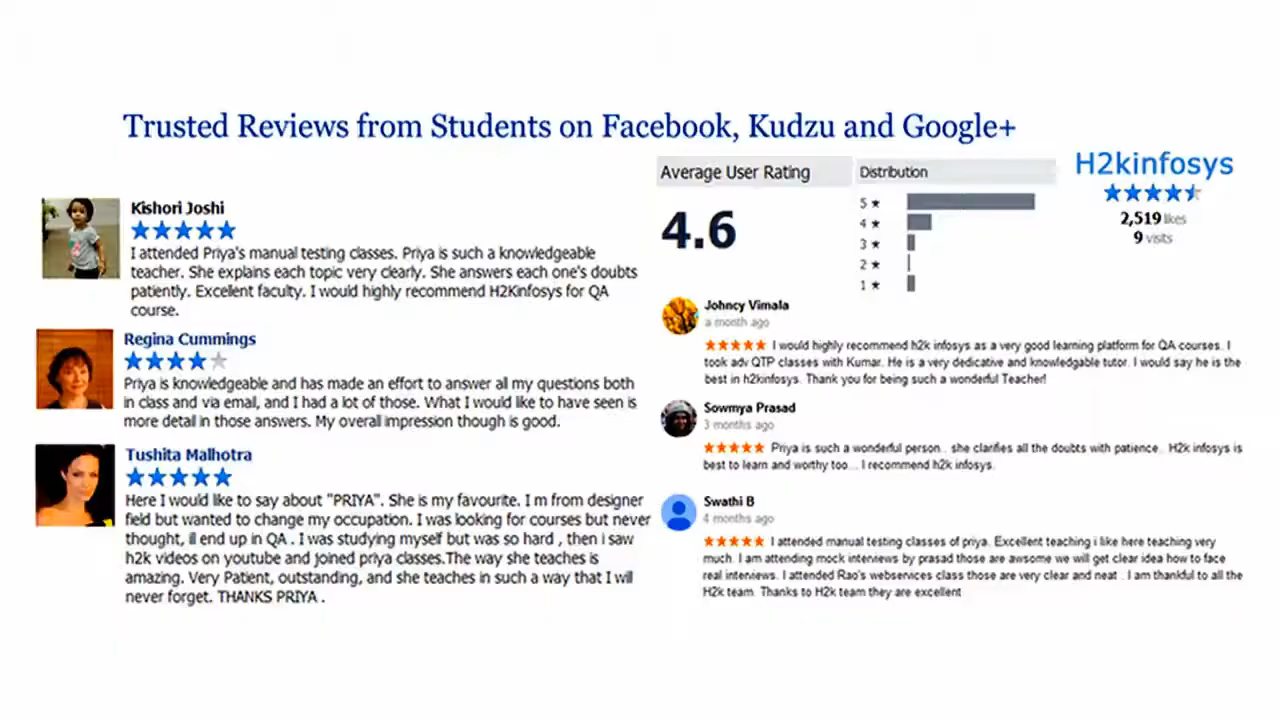 Trusted Reviews from Students on Facebook, Kudzu and Google+
Kishori Joshi
I attended Priya's manual testing classes. Priya is such a knowledgeable
teacher. She explains each topic very clearly. She answers each one's doubts
patiently. Excellent faculty. I would highly recommend H2Kinfosys for QA
course.
Regina Cummings
Priya is knowledgeable and has made an effort to answer all my questions both
in class and via email, and I had a lot of those. What I would like to have seen is
more detail in those answers. My overall impression though is good.
Tushita Malhotra
Here I would like to say about "PRIYA". She is my favourite. I m from designer
field but wanted to change my occupation. I was looking for courses but never
thought, ill end up in QA . I was studying myself but was so hard , then i saw
h2k videos on youtube and joined priya classes.The way she teaches is
amazing. Very Patient, outstanding, and she teaches in such a way that I will
never forget. THANKS PRIYA .
Average User Rating
4.6
Distribution
5 ★
4 ★
3 ★
2 ★
1 ★
H2kinfosys
2,519 likes
9 visits
Johncy Vimala
a month ago
I would highly recommend h2k infosys as a very good learning platform for QA courses. I
took adv QTP classes with Kumar. He is a very dedicative and knowledgable tutor. I would say he is the
best in h2kinfosys. Thank you for being such a wonderful Teacher!
Sowmya Prasad
3 months ago
Priya is such a wonderful person.. she clarifies all the doubts with patience.. H2k infosys is
best to learn and worthy too... I recommend h2k infosys.
Swathi B
4 months ago
I attended manual testing classes of priya. Excellent teaching i like here teaching very
much. I am attending mock interviews by prasad those are awsome we will get clear idea how to face
real interviews. I attended Rao's webservices class those are very clear and neat . I am thankful to all the
H2k team. Thanks to H2k team they are excellent